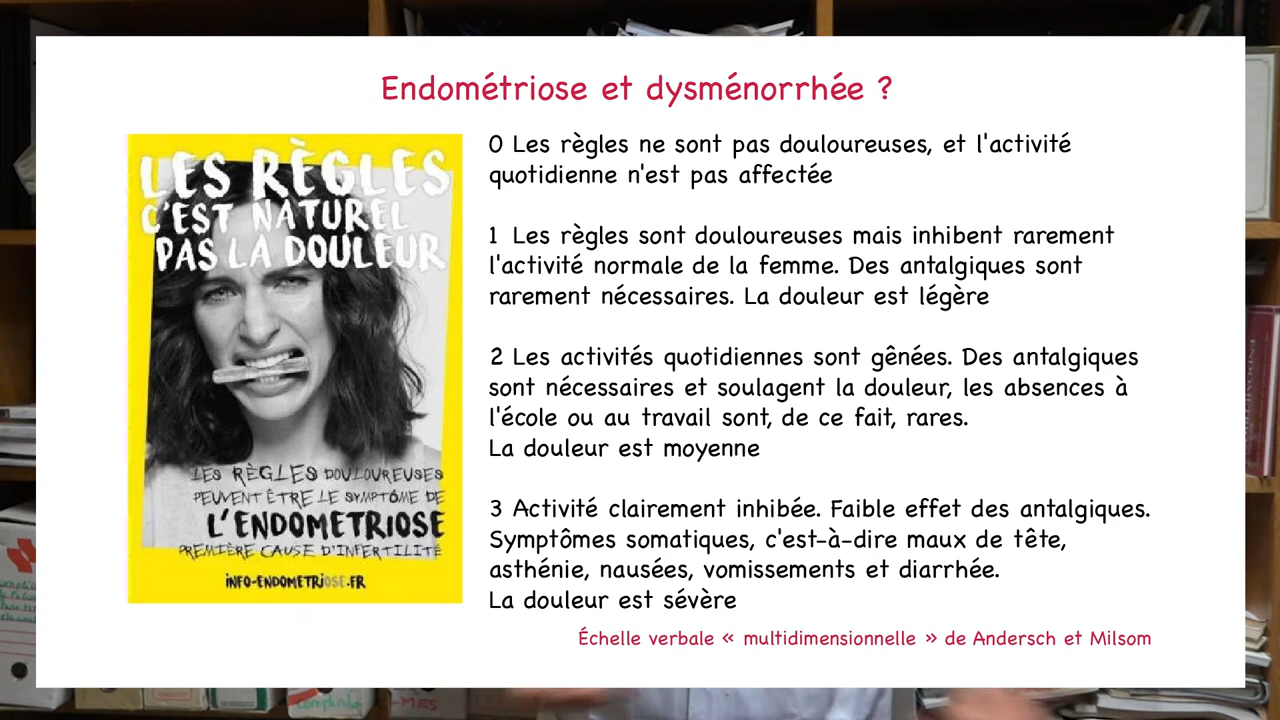 Endométriose et dysménorrhée ?
LES RÈGLES
C'EST NATUREL
PAS LA DOULEUR
LES RÈGLES DOULOUREUSES
PEUVENT ÊTRE LE SYMPTÔME DE
L'ENDOMETRIOSE
PREMIÈRE CAUSE D'INFERTILITÉ
iNFO-ENDOMETRiOSE.FR
0 Les règles ne sont pas douloureuses, et l'activité
quotidienne n'est pas affectée
1 Les règles sont douloureuses mais inhibent rarement
l'activité normale de la femme. Des antalgiques sont
rarement nécessaires. La douleur est légère
2 Les activités quotidiennes sont gênées. Des antalgiques
sont nécessaires et soulagent la douleur, les absences à
l'école ou au travail sont, de ce fait, rares.
La douleur est moyenne
3 Activité clairement inhibée. Faible effet des antalgiques.
Symptômes somatiques, c'est-à-dire maux de tête,
asthénie, nausées, vomissements et diarrhée.
La douleur est sévère
Échelle verbale « multidimensionnelle » de Andersch et Milsom